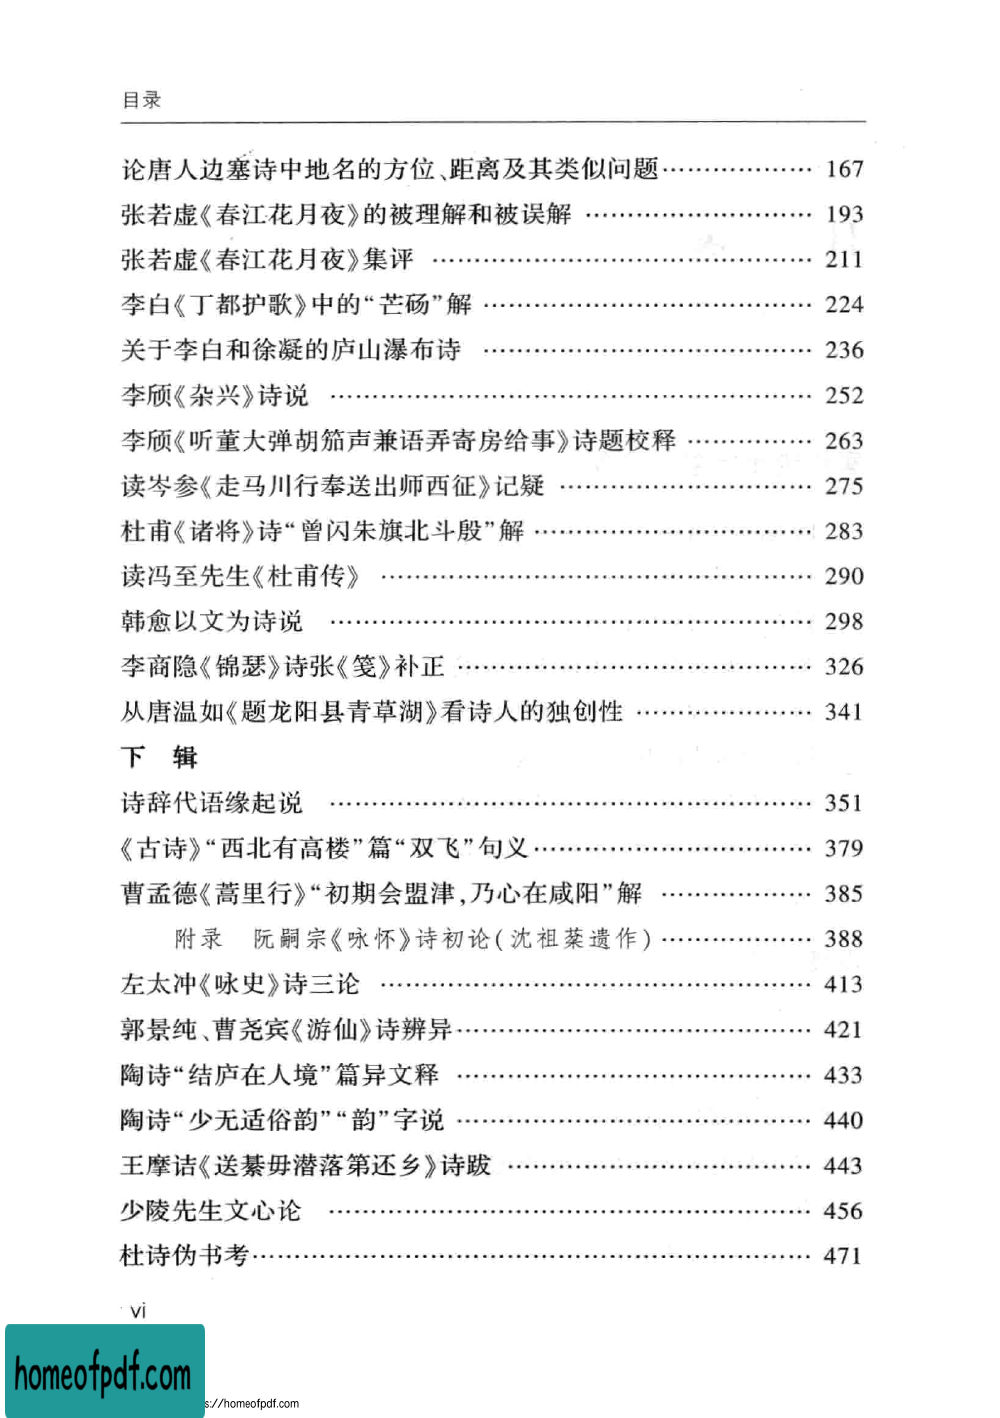 目录
论唐人边塞诗中地名的方位、距离及其类似问题………………167
张若虚《春江花月夜》的被理解和被误解………………………193
张若虚《春江花月夜》集评………………………………………211
李白《丁都护歌》中的“芒砀”解…………………………………224
关于李白和徐凝的庐山瀑布诗…………………………………236
李颀《杂兴》诗说…………………………………………………252
李颀《听董大弹胡笳声兼语弄寄房给事》诗题校释……………263
读岑参《走马川行奉送出师西征》记疑…………………………275
杜甫《诸将》诗“曾闪朱旗北斗殷”解……………………………283
读冯至先生《杜甫传》……………………………………………290
韩愈以文为诗说…………………………………………………298
李商隐《锦瑟》诗张《笺》补正……………………………………326
从唐温如《题龙阳县青草湖》看诗人的独创性…………………341
下 辑
诗辞代语缘起说…………………………………………………351
《古诗》“西北有高楼”篇“双飞”句义……………………………379
曹孟德《蒿里行》“初期会盟津,乃心在咸阳”解………………385
附录 阮嗣宗《咏怀》诗初论(沈祖棻遗作)………………388
左太冲《咏史》诗三论……………………………………………413
郭景纯、曹尧宾《游仙》诗辨异……………………………………421
陶诗“结庐在人境”篇异文释……………………………………433
陶诗“少无适俗韵”“韵”字说……………………………………440
王摩诘《送綦毋潜落第还乡》诗跋………………………………443
少陵先生文心论…………………………………………………456
杜诗伪书考………………………………………………………471
vi
homeofpdf.com
s://homeofpdf.com